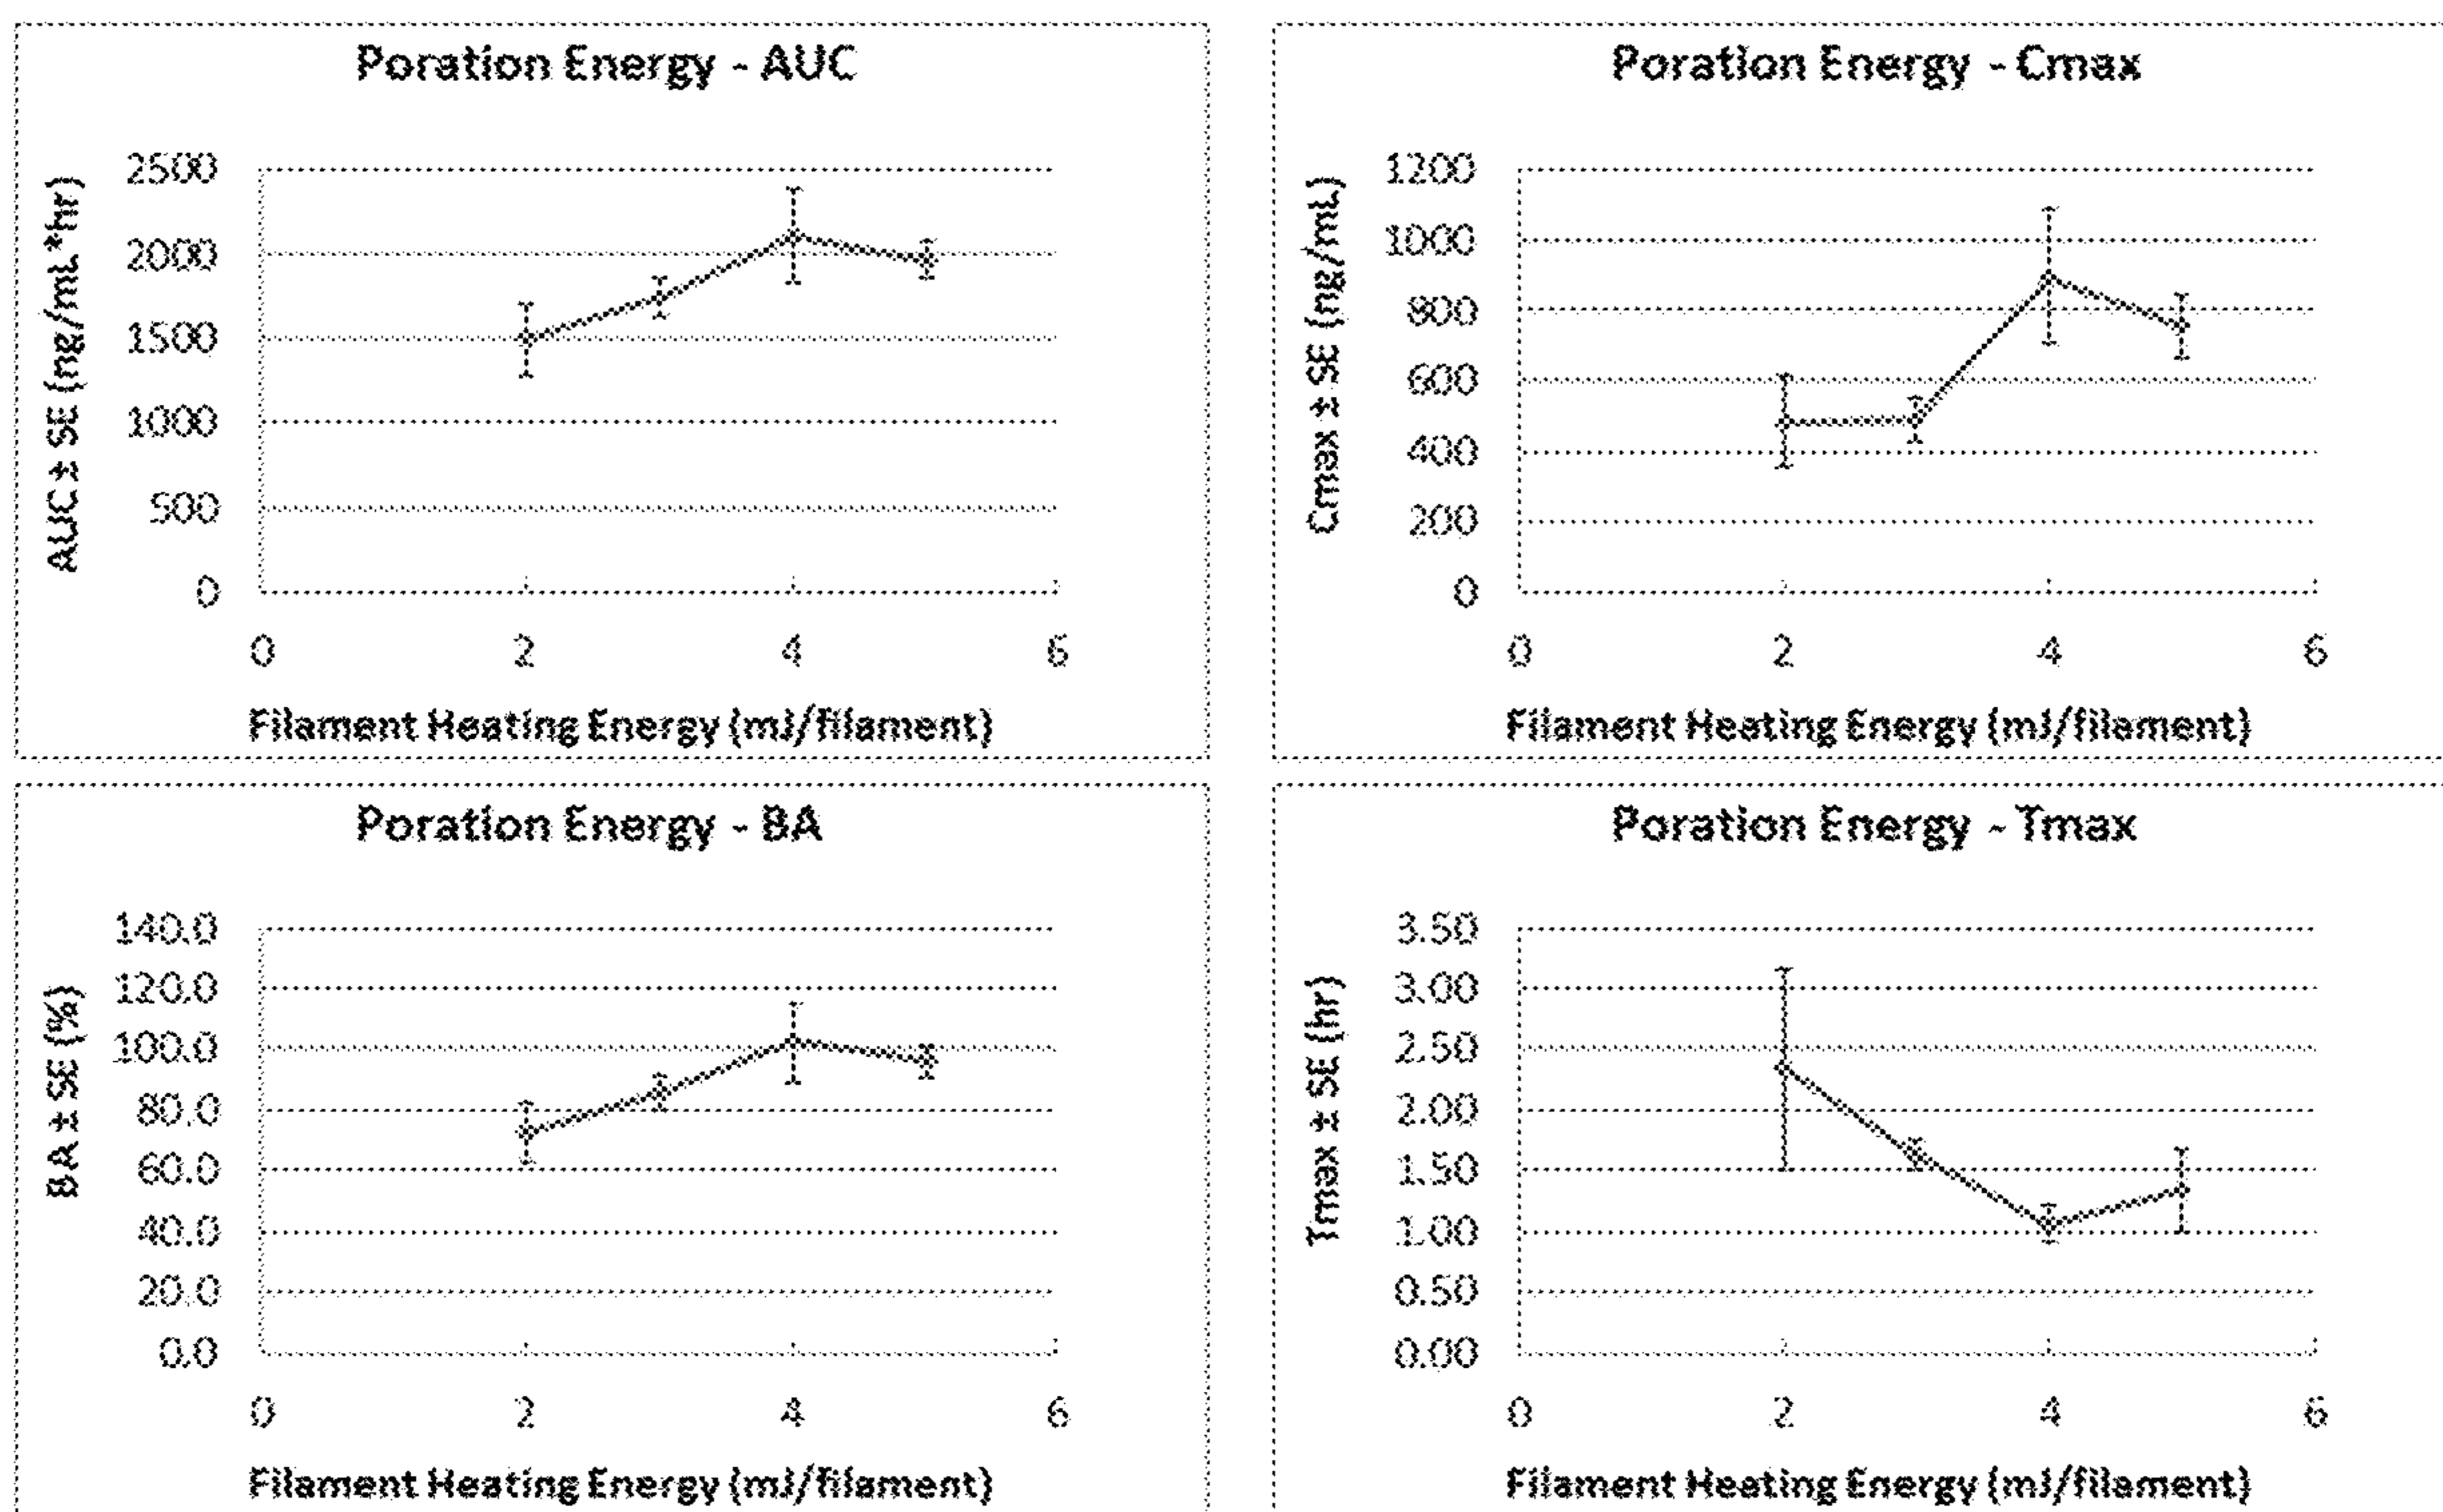 Poration Energy - AUC
AUC ± SE (ng/mL*hr)
2500
2000
1500
1000
500
0
0 2 4 6
Filament Heating Energy (mJ/filament)
Poration Energy - Cmax
Cmax ± SE (ng/mL)
1200
1000
800
600
400
200
0
0 2 4 6
Filament Heating Energy (mJ/filament)
Poration Energy - BA
BA ± SE (%)
140.0
120.0
100.0
80.0
60.0
40.0
20.0
0.0
0 2 4 6
Filament Heating Energy (mJ/filament)
Poration Energy - Tmax
Tmax ± SE (hr)
3.50
3.00
2.50
2.00
1.50
1.00
0.50
0.00
0 2 4 6
Filament Heating Energy (mJ/filament)